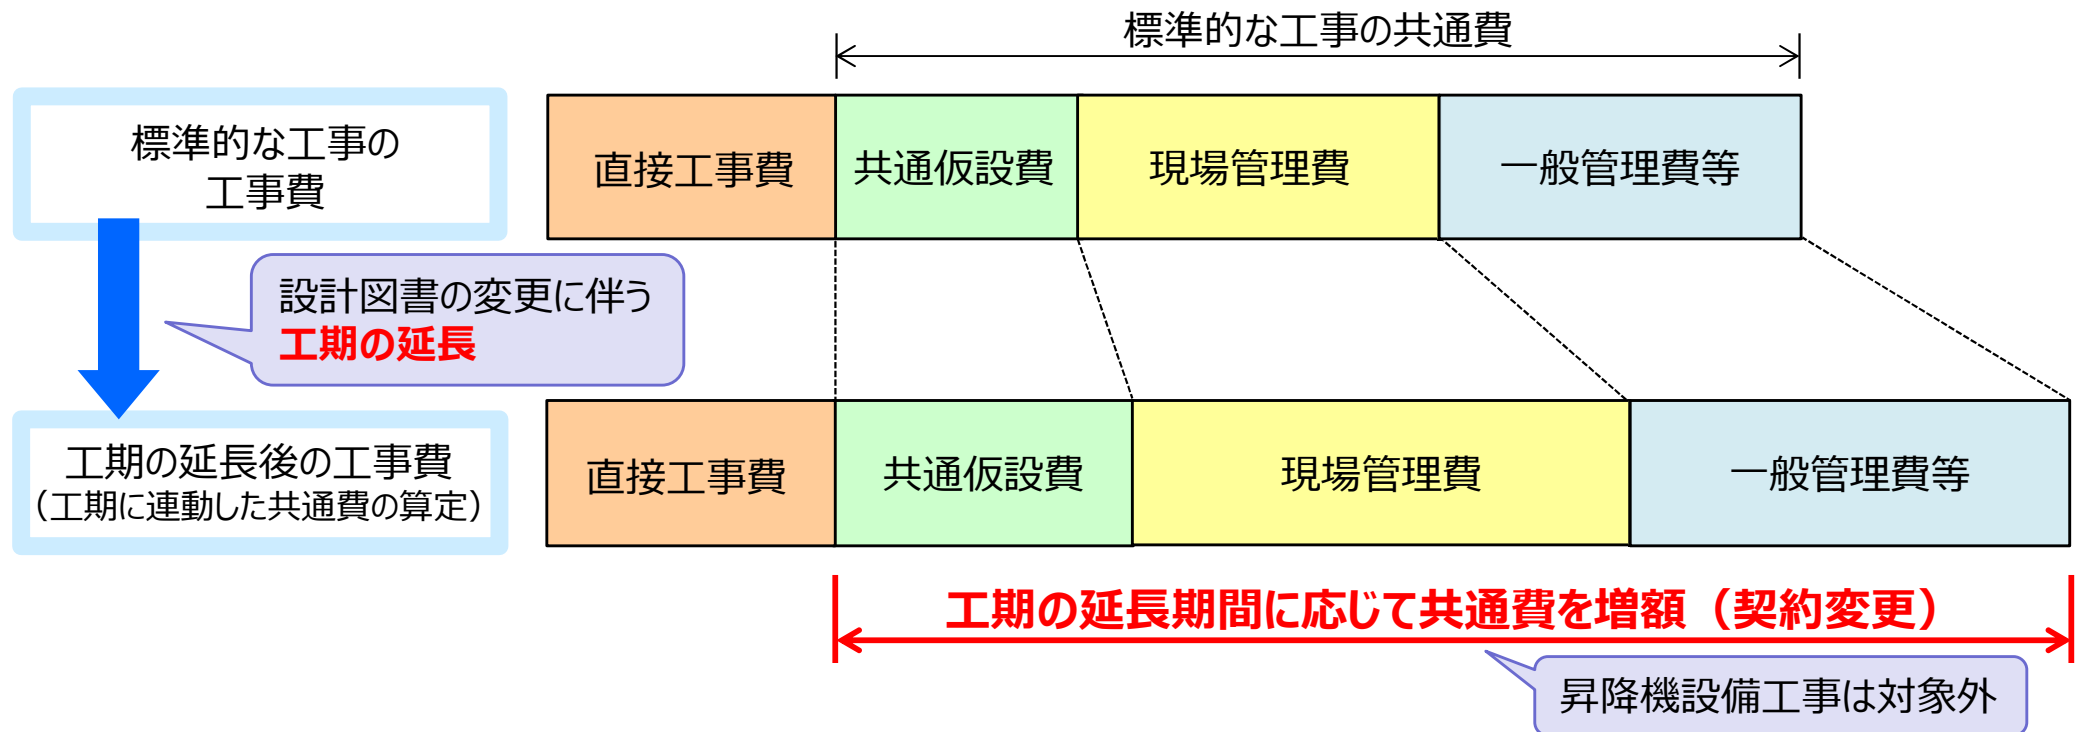 標準的な工事の共通費
標準的な工事の
工事費
直接工事費
共通仮設費
現場管理費
一般管理費等
設計図書の変更に伴う
工期の延長
工期の延長後の工事費
（工期に連動した共通費の算定）
直接工事費
共通仮設費
現場管理費
一般管理費等
工期の延長期間に応じて共通費を増額（契約変更）
昇降機設備工事は対象外